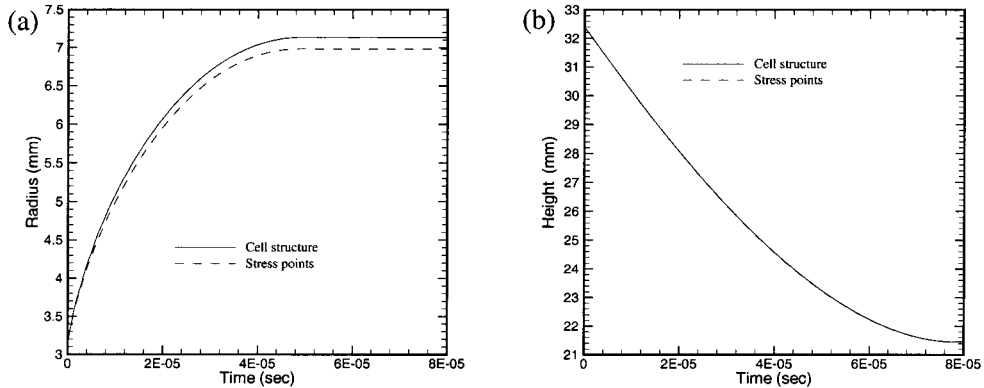 (a)
7.5
7
6.5
6
5.5
5
4.5
4
3.5
3
Radius (mm)
Cell structure
Stress points
0 2E-05 4E-05 6E-05 8E-05
Time (sec)
(b)
33
32
31
30
29
28
27
26
25
24
23
22
21
Height (mm)
Cell structure
Stress points
0 2E-05 4E-05 6E-05 8E-05
Time (sec)